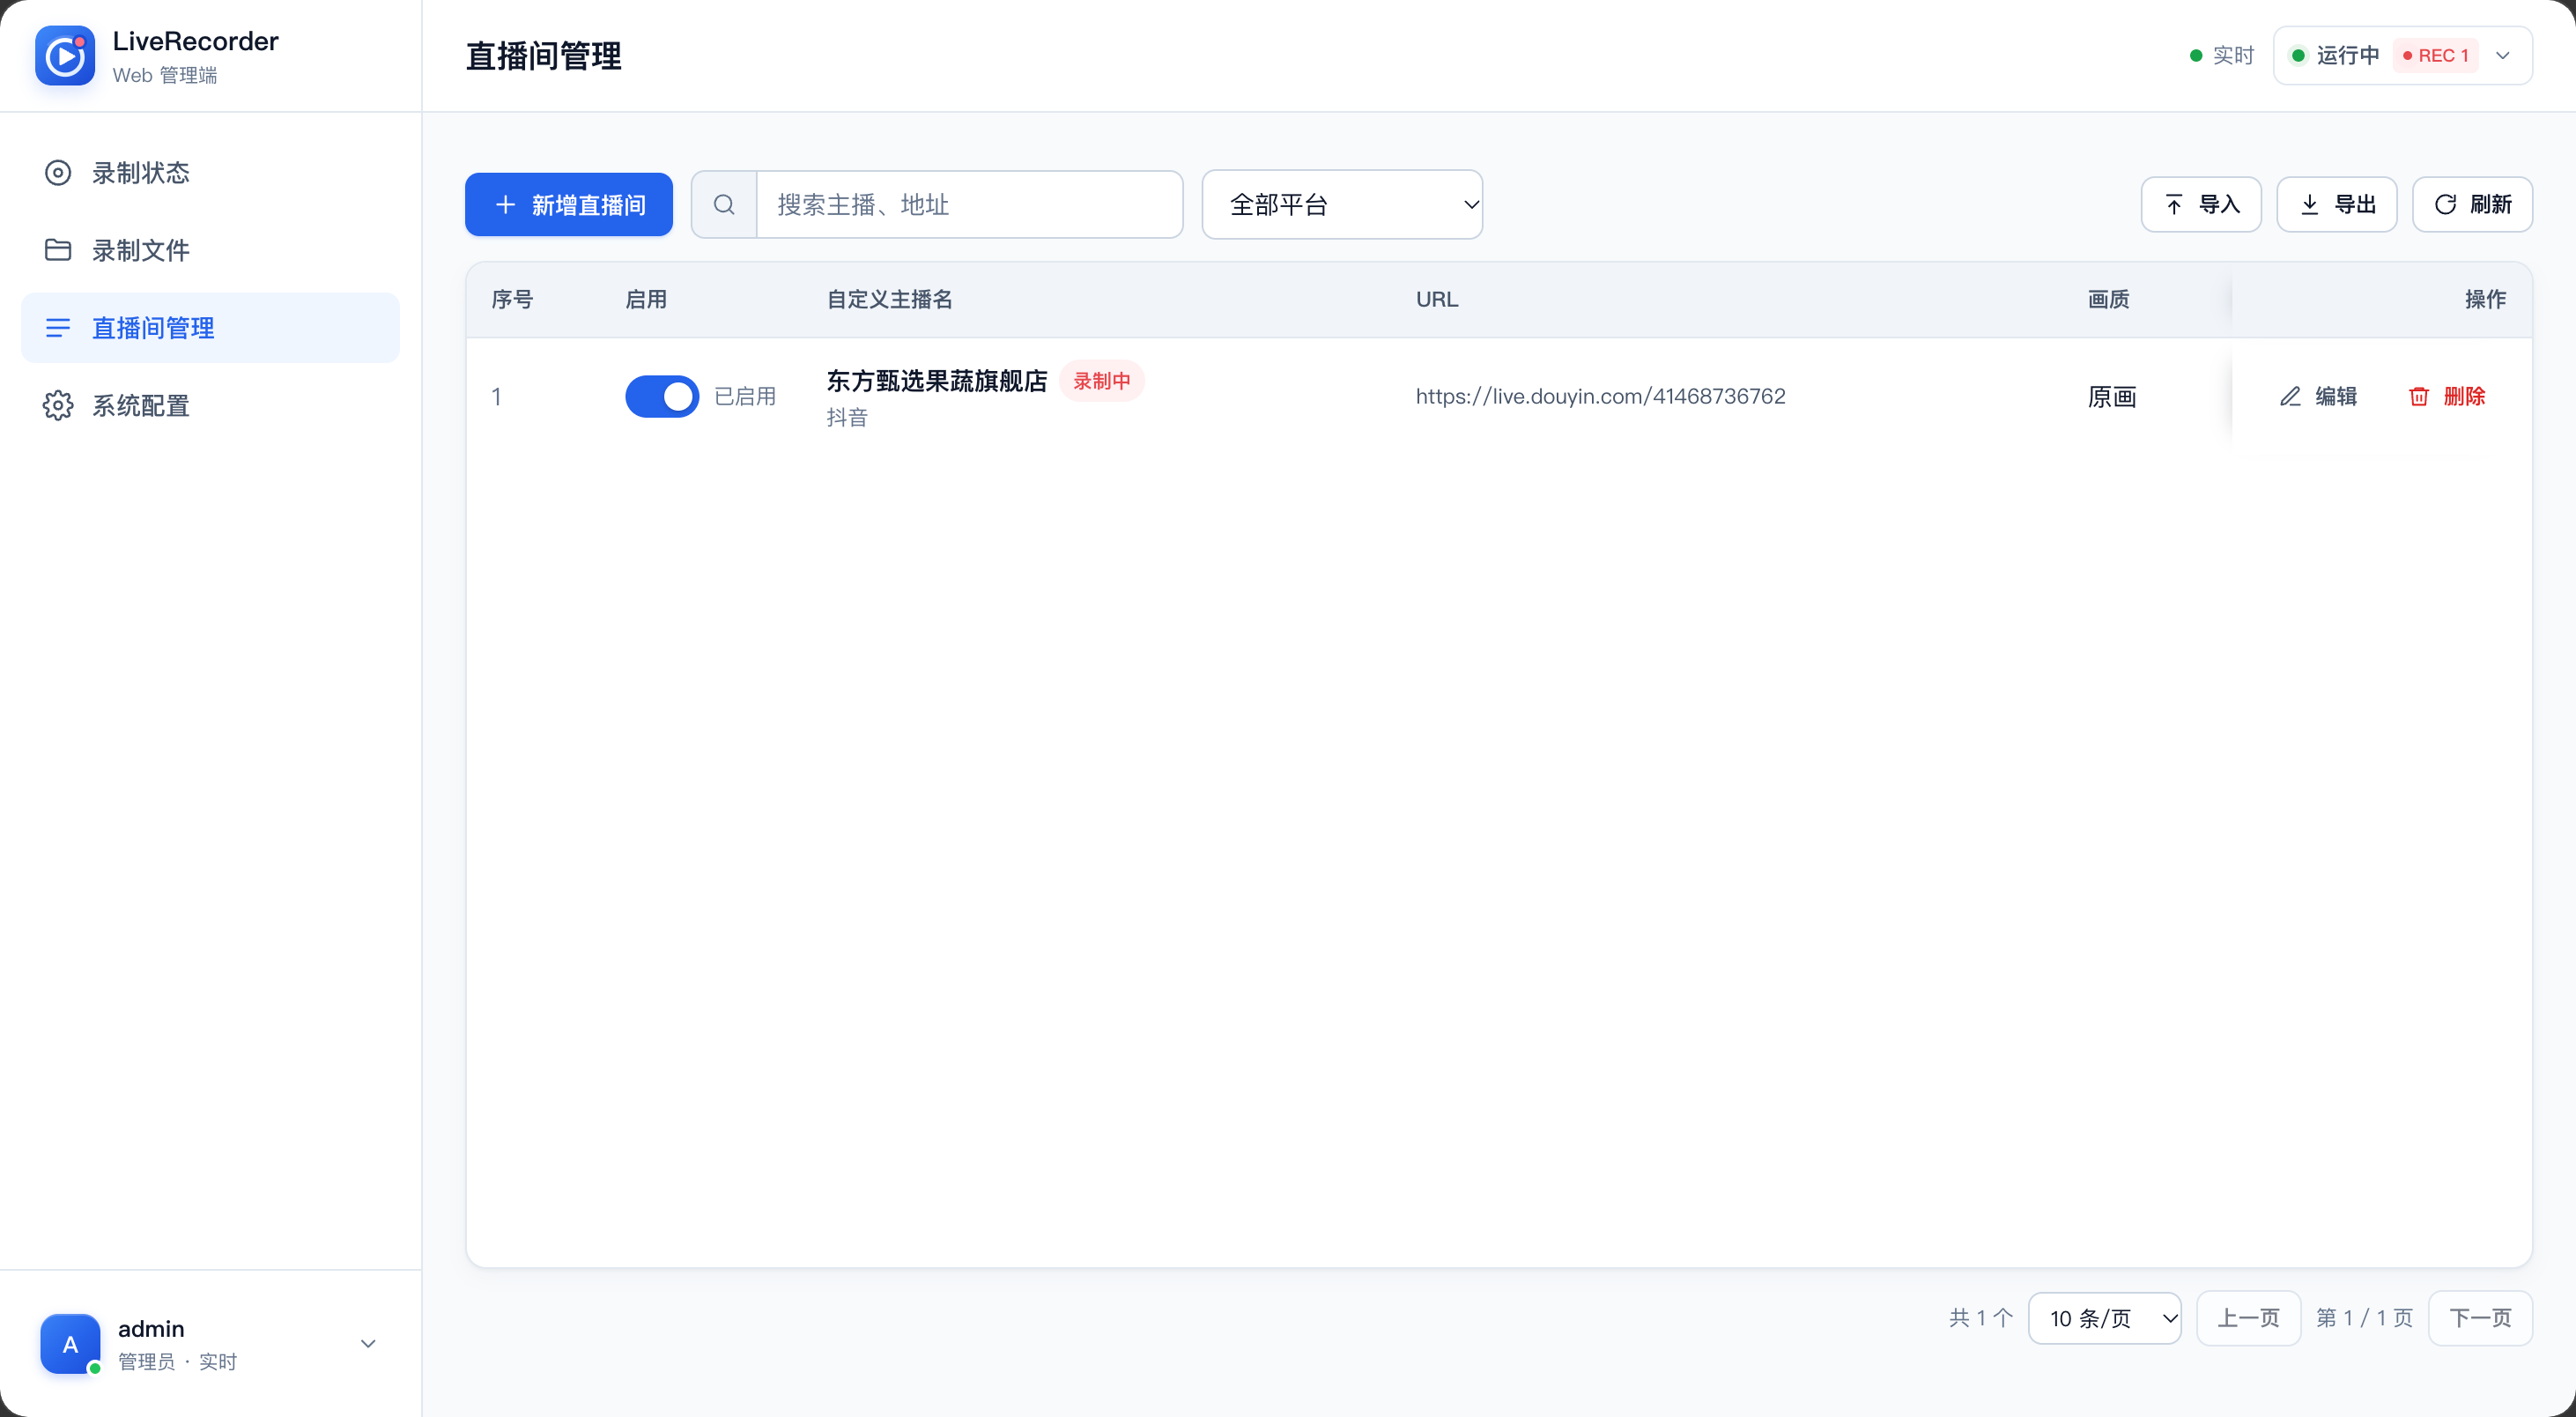 LiveRecorder
Web 管理端
录制状态
录制文件
直播间管理
系统配置
A
admin
管理员 · 实时
直播间管理
实时
运行中
REC 1
新增直播间
搜索主播、地址
全部平台
导入
导出
刷新
序号 启用 自定义主播名 URL 画质 操作
1 已启用 东方甄选果蔬旗舰店 录制中 https://live.douyin.com/41468736762 原画 编辑 删除
抖音
共 1 个 10 条/页 上一页 第 1 / 1 页 下一页